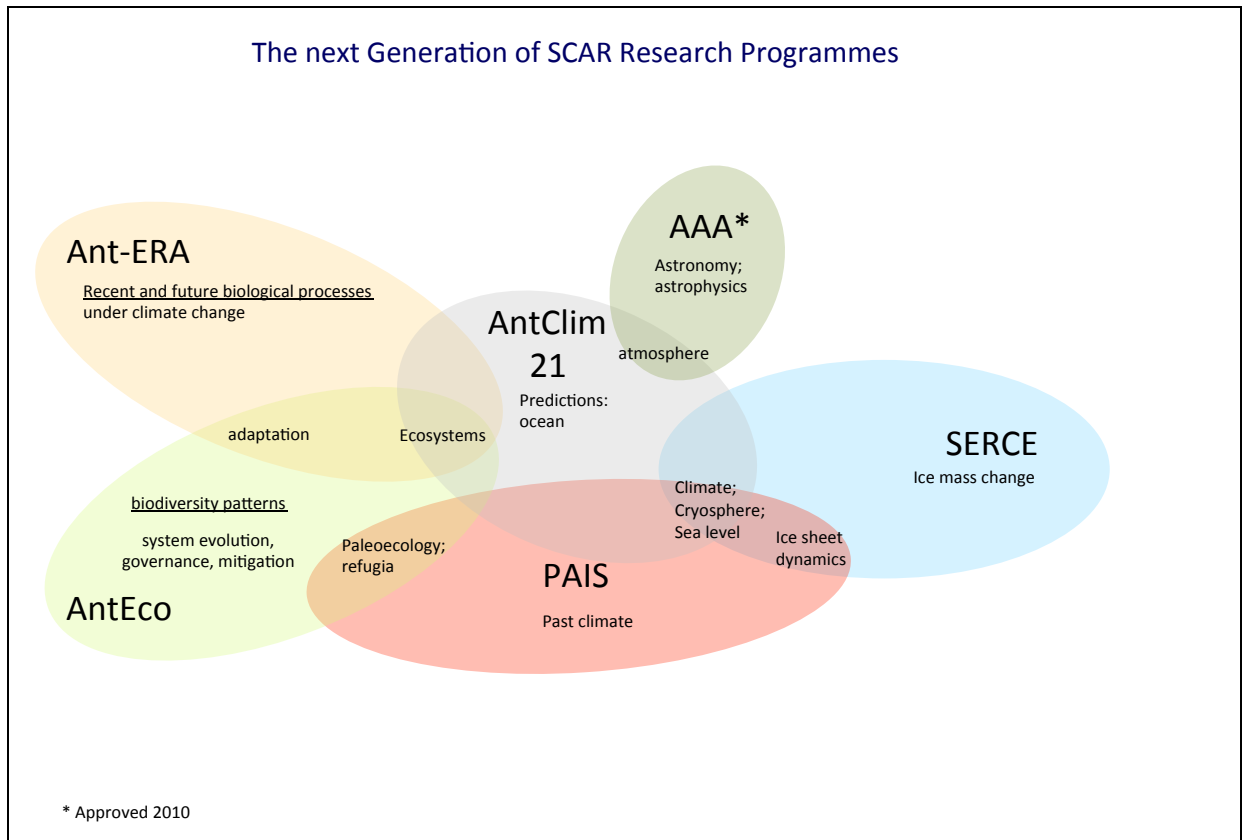 The next Generation of SCAR Research Programmes
AAA*
Astronomy;
astrophysics
Ant-ERA
Recent and future biological processes
under climate change
AntClim
21
atmosphere
Predictions:
ocean
adaptation
Ecosystems
SERCE
Ice mass change
biodiversity patterns
system evolution,
governance, mitigation
AntEco
Paleoecology;
refugia
Climate;
Cryosphere;
Sea level
Ice sheet
dynamics
PAIS
Past climate
* Approved 2010